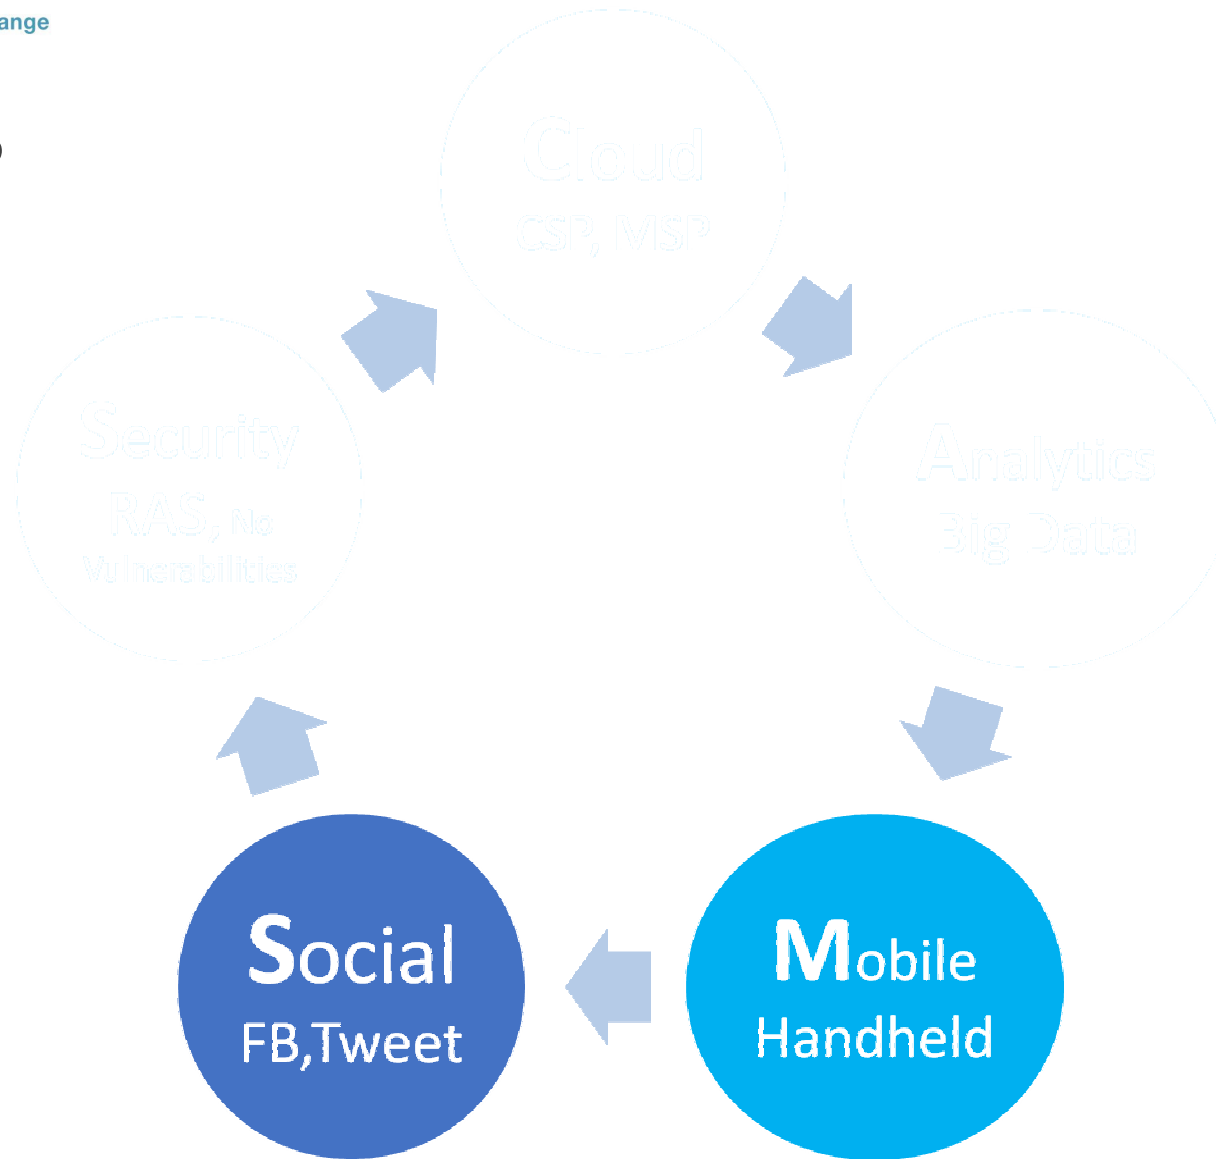 ange
)
Cloud
CSP, MSP
Security
RAS, No
Vulnerabilities
Analytics
Big Data
Social
FB,Tweet
Mobile
Handheld